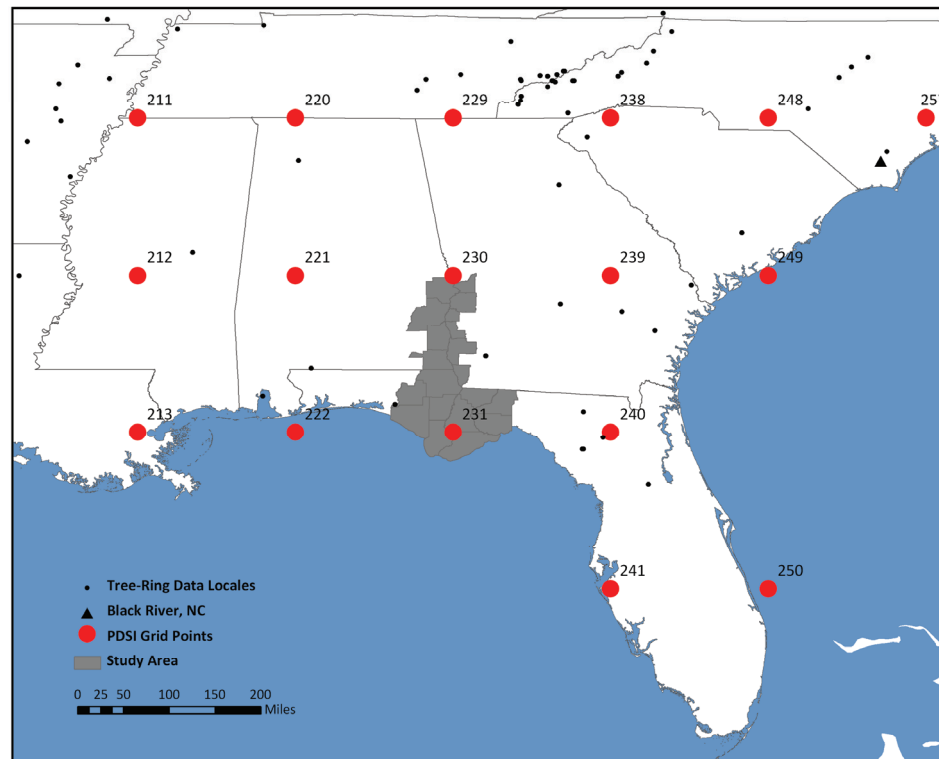 211 220 229 238 248 257
212 221 230 239 249
213 222 231 240
241 250
Tree-Ring Data Locales
Black River, NC
PDSI Grid Points
Study Area
0 25 50 100 150 200
Miles